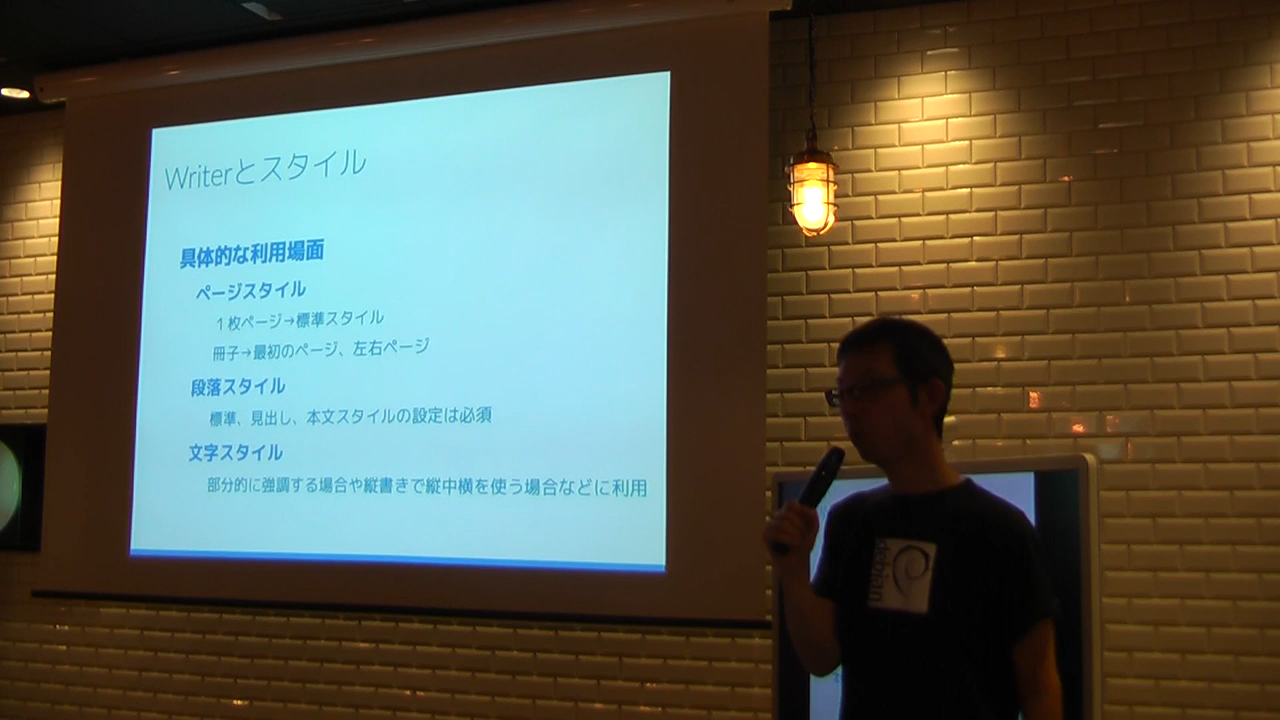 Writerとスタイル
具体的な利用場面
ページスタイル
１枚ページ→標準スタイル
冊子→最初のページ、左右ページ
段落スタイル
標準、見出し、本文スタイルの設定は必須
文字スタイル
部分的に強調する場合や縦書きで縦中横を使う場合などに利用
debian